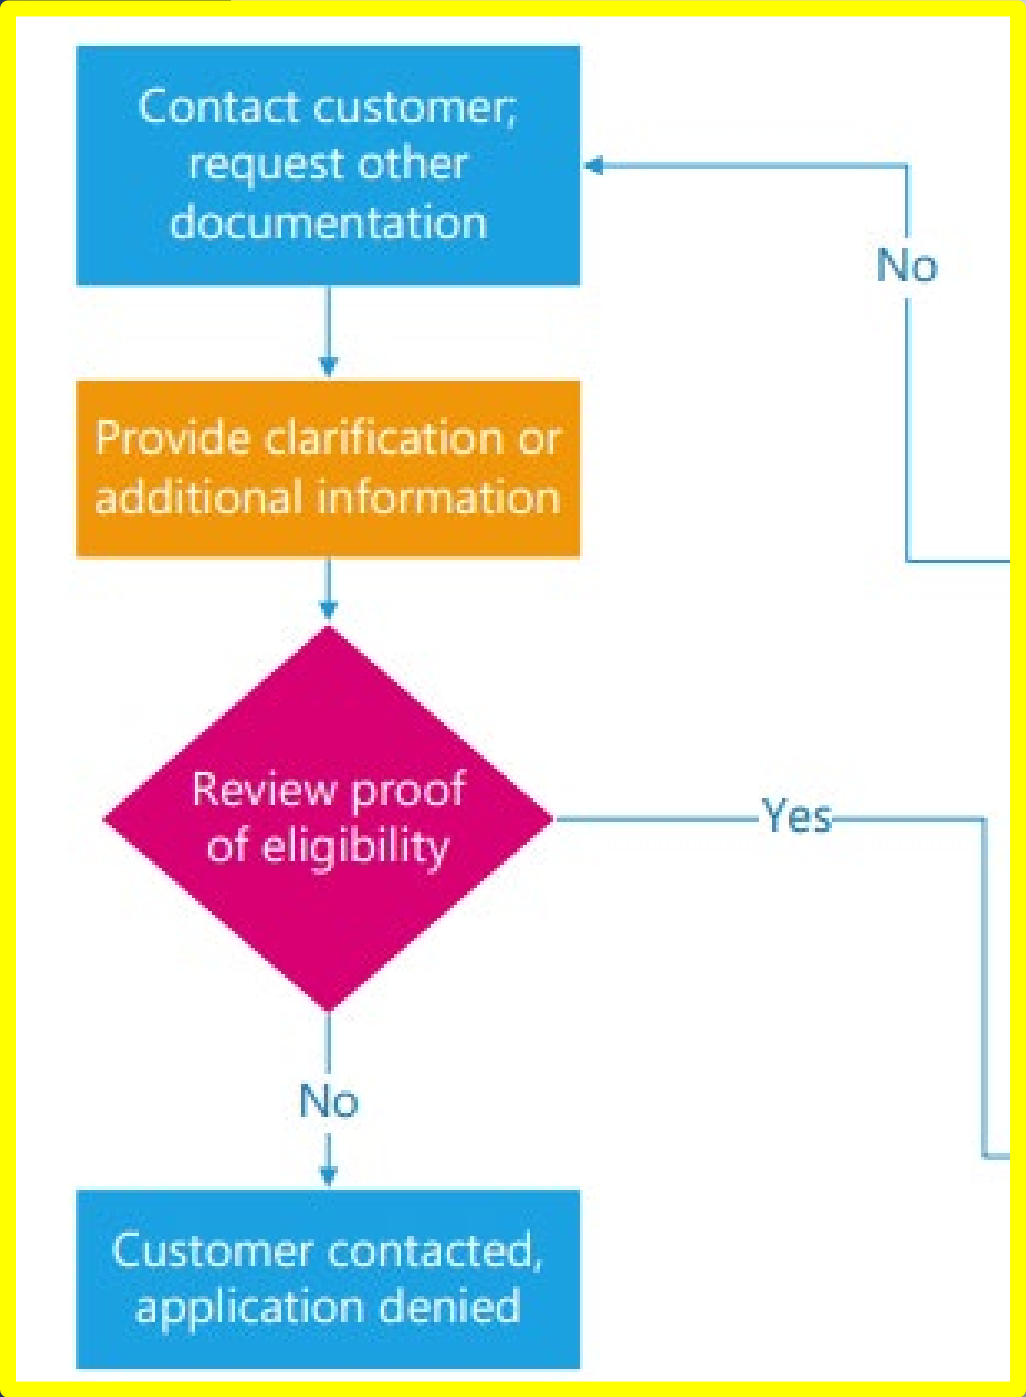 Contact customer;
request other
documentation
No
Provide clarification or
additional information
Review proof
of eligibility
Yes
No
Customer contacted,
application denied